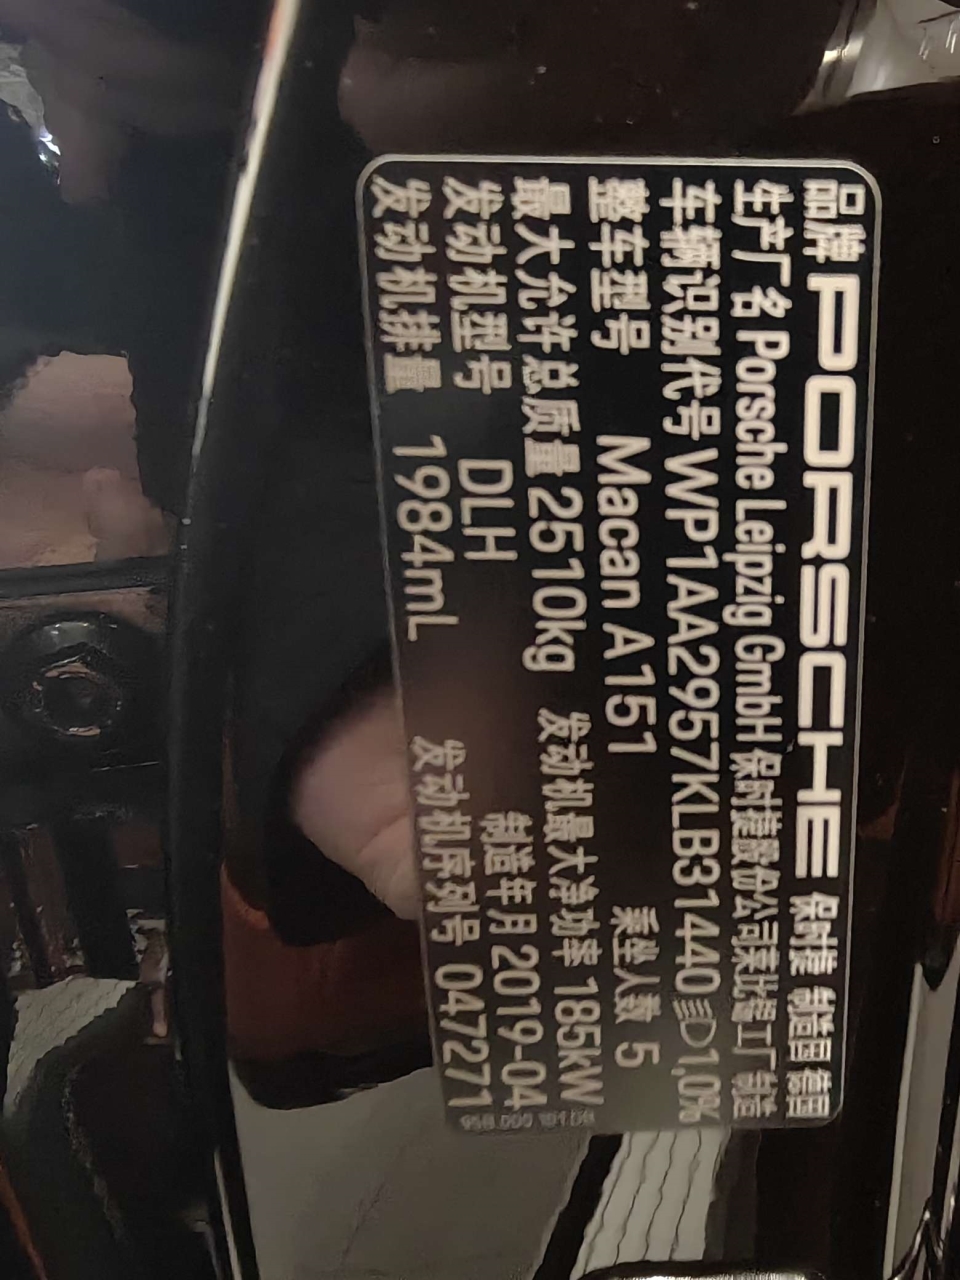 品牌 PORSCHE 保时捷 制造国 德国
生产厂名 Porsche Leipzig GmbH 保时捷股份公司莱比锡工厂制造
车辆识别代号 WP1AA2957KLB31440 1,0%
整车型号 Macan A151 乘坐人数 5
最大允许总质量 2510kg 发动机最大净功率 185kW
发动机型号 DLH 制造年月 2019-04
发动机排量 1984mL 发动机序列号 047271